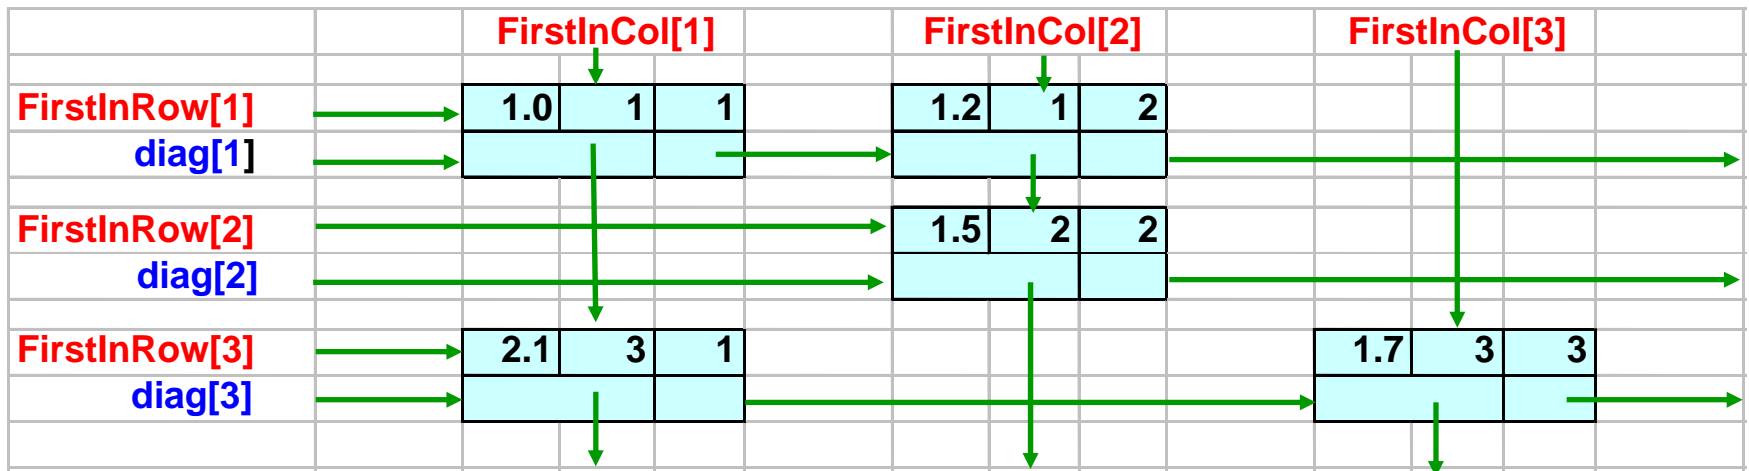 FirstInCol[1] FirstInCol[2] FirstInCol[3]
FirstInRow[1] 1.0 1 1 1.2 1 2
diag[1]
FirstInRow[2] 1.5 2 2
diag[2]
FirstInRow[3] 2.1 3 1 1.7 3 3
diag[3]